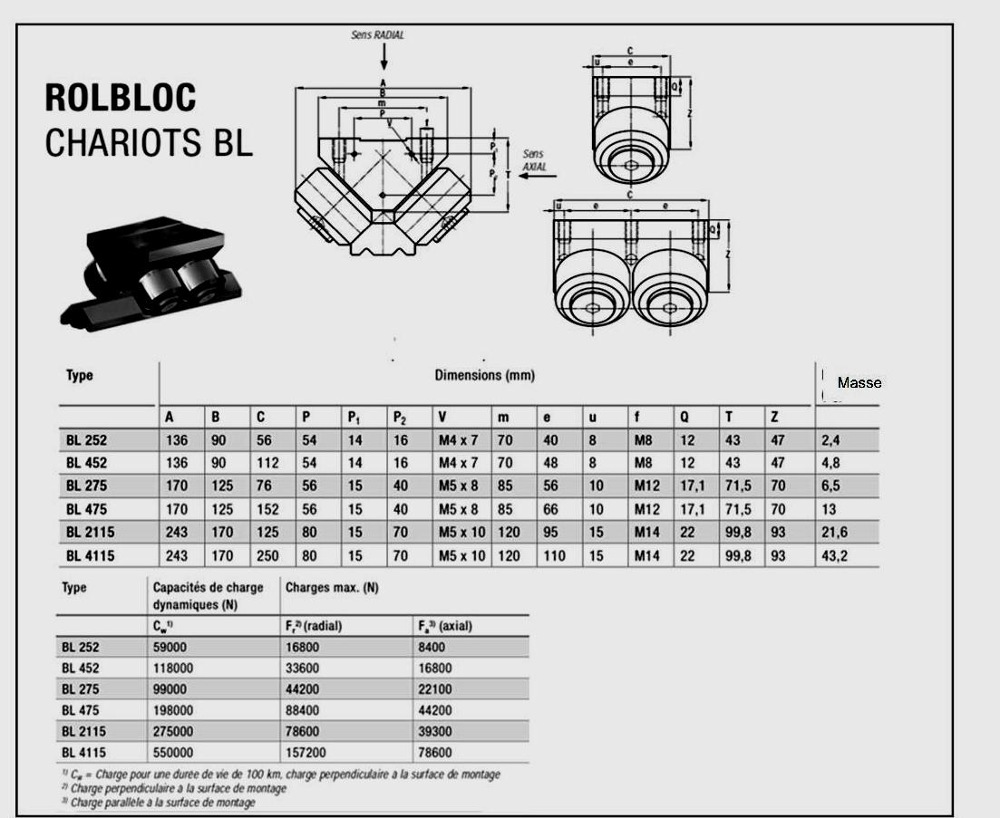 Sens RADIAL
ROLBLOC
CHARIOTS BL
A
B
m
P
V
f
P1
P2
T
Sens
AXIAL
C
u e
Q
Z
C
u e e
Q
Z
Type Dimensions (mm) Masse
A B C P P1 P2 V m e u f Q T Z
BL 252 136 90 56 54 14 16 M4 x 7 70 40 8 M8 12 43 47 2,4
BL 452 136 90 112 54 14 16 M4 x 7 70 48 8 M8 12 43 47 4,8
BL 275 170 125 76 56 15 40 M5 x 8 85 56 10 M12 17,1 71,5 70 6,5
BL 475 170 125 152 56 15 40 M5 x 8 85 66 10 M12 17,1 71,5 70 13
BL 2115 243 170 125 80 15 70 M5 x 10 120 95 15 M14 22 99,8 93 21,6
BL 4115 243 170 250 80 15 70 M5 x 10 120 110 15 M14 22 99,8 93 43,2
Type Capacités de charge Charges max. (N)
dynamiques (N)
Cw 1) Fr 2) (radial) Fa 3) (axial)
BL 252 59000 16800 8400
BL 452 118000 33600 16800
BL 275 99000 44200 22100
BL 475 198000 88400 44200
BL 2115 275000 78600 39300
BL 4115 550000 157200 78600
1) Cw = Charge pour une durée de vie de 100 km, charge perpendiculaire à la surface de montage
2) Charge perpendiculaire à la surface de montage
3) Charge parallèle à la surface de montage